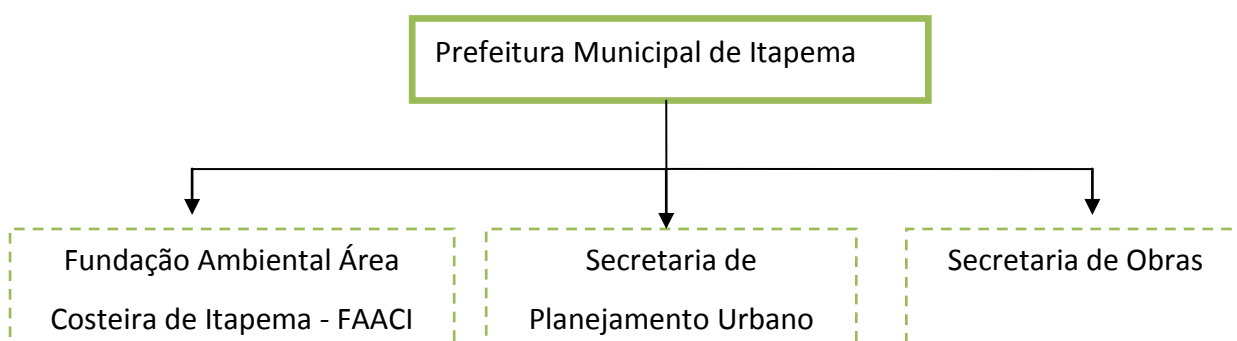 Prefeitura Municipal de Itapema
Fundação Ambiental Área
Costeira de Itapema - FAACI
Secretaria de
Planejamento Urbano
Secretaria de Obras